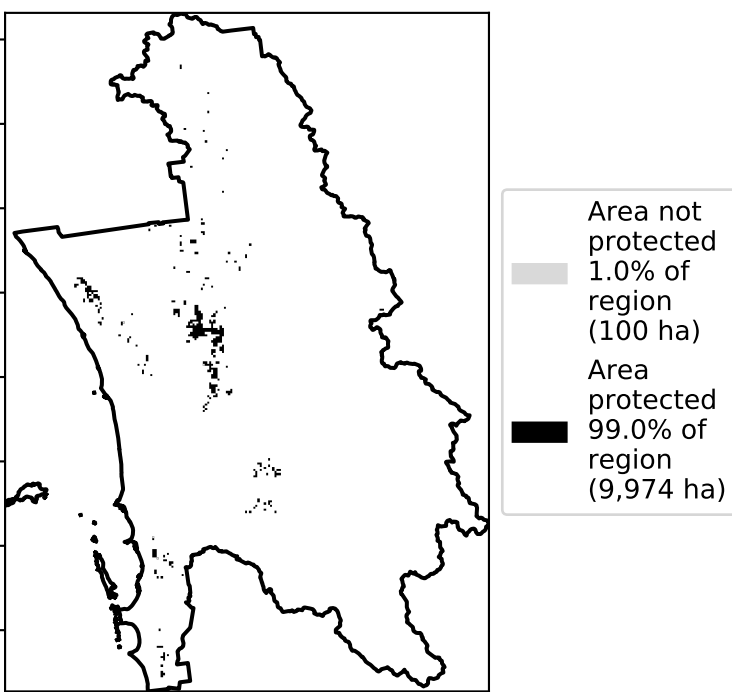 Area not
protected
1.0% of
region
(100 ha)
Area
protected
99.0% of
region
(9,974 ha)